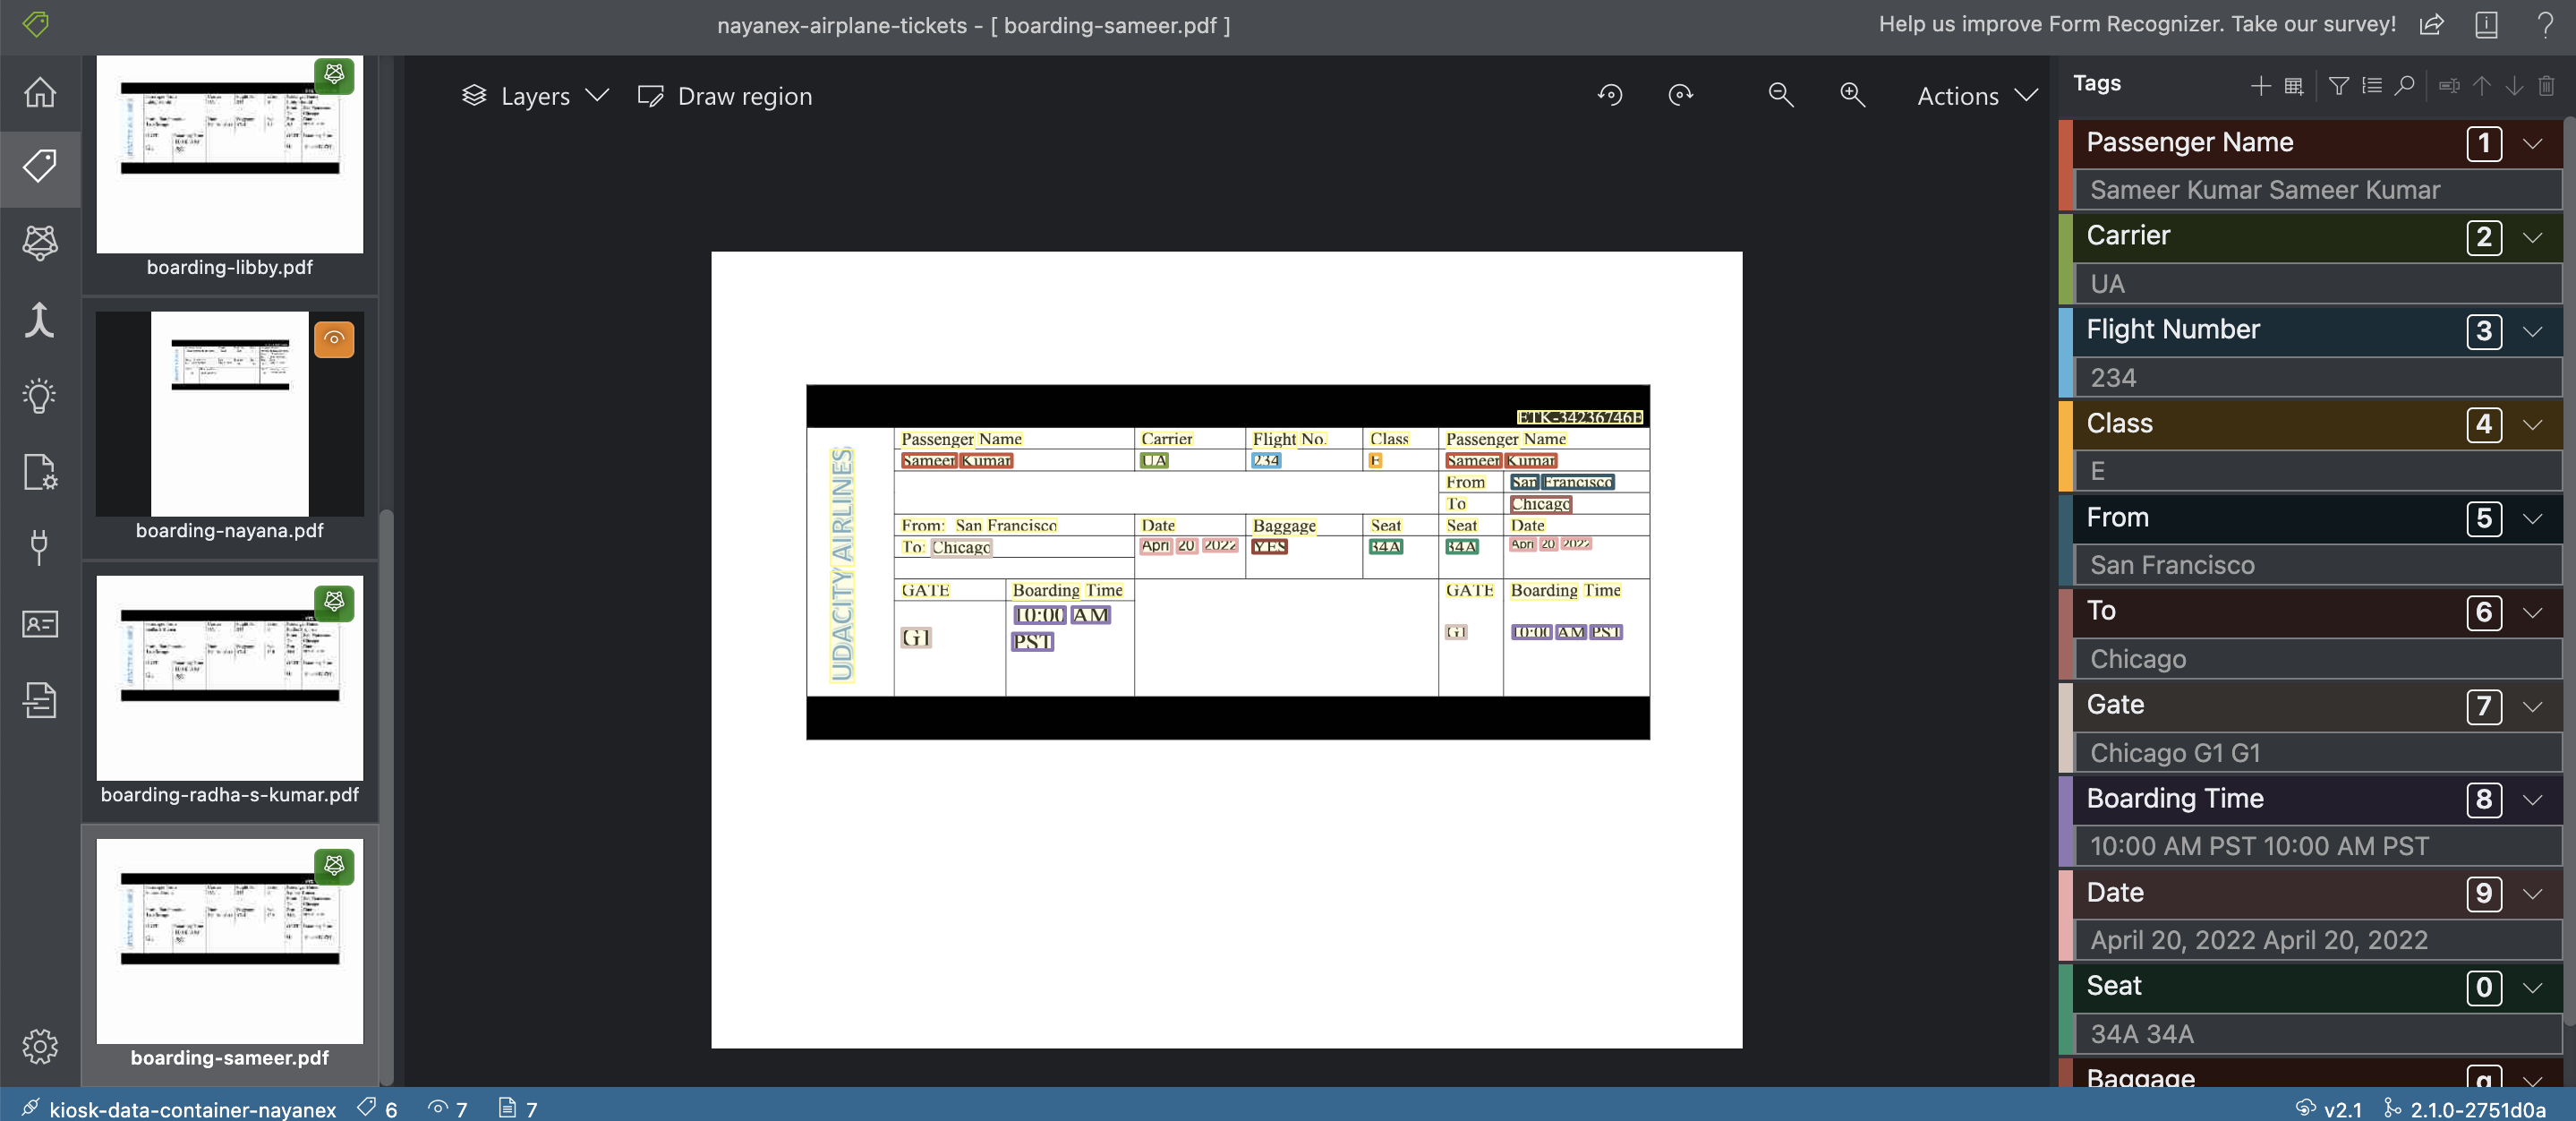 nayanex-airplane-tickets - [ boarding-sameer.pdf ]
Help us improve Form Recognizer. Take our survey!
boarding-libby.pdf
boarding-nayana.pdf
boarding-radha-s-kumar.pdf
boarding-sameer.pdf
Layers
Draw region
Actions
ETK-34236746E
UDACITY AIRLINES
Passenger Name Carrier Flight No. Class Passenger Name
Sameer Kumar UA 234 E Sameer Kumar
From San Francisco
To Chicago
From: San Francisco Date Baggage Seat Seat Date
To: Chicago April 20 2022 YES 34A 34A April 20 2022
GATE Boarding Time GATE Boarding Time
G1 10:00 AM PST G1 10:00 AM PST
Tags
Passenger Name 1
Sameer Kumar Sameer Kumar
Carrier 2
UA
Flight Number 3
234
Class 4
E
From 5
San Francisco
To 6
Chicago
Gate 7
Chicago G1 G1
Boarding Time 8
10:00 AM PST 10:00 AM PST
Date 9
April 20, 2022 April 20, 2022
Seat 0
34A 34A
Baggage q
kiosk-data-container-nayanex 6 7 7
v2.1 2.1.0-2751d0a